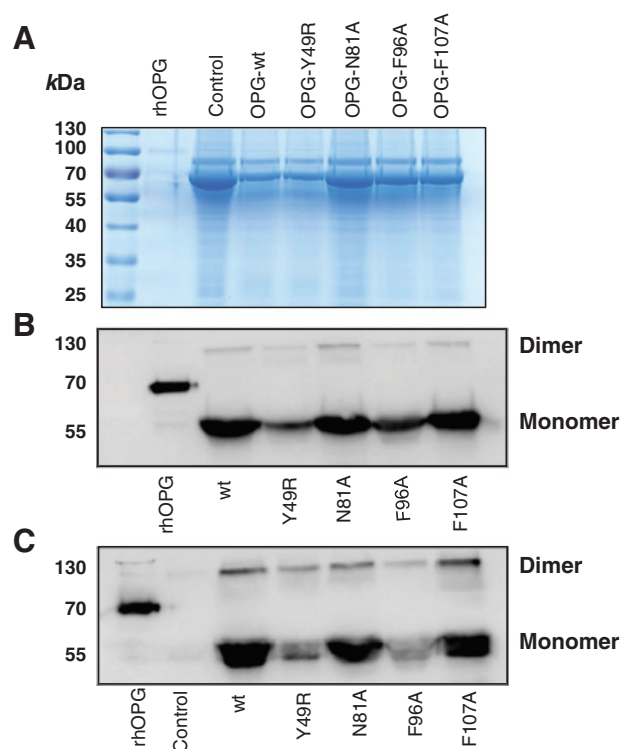 A
kDa
rhOPG
Control
OPG-wt
OPG-Y49R
OPG-N81A
OPG-F96A
OPG-F107A
130
100
70
55
40
35
25
B
130
70
55
Dimer
Monomer
rhOPG
wt
Y49R
N81A
F96A
F107A
C
130
70
55
Dimer
Monomer
rhOPG
Control
wt
Y49R
N81A
F96A
F107A